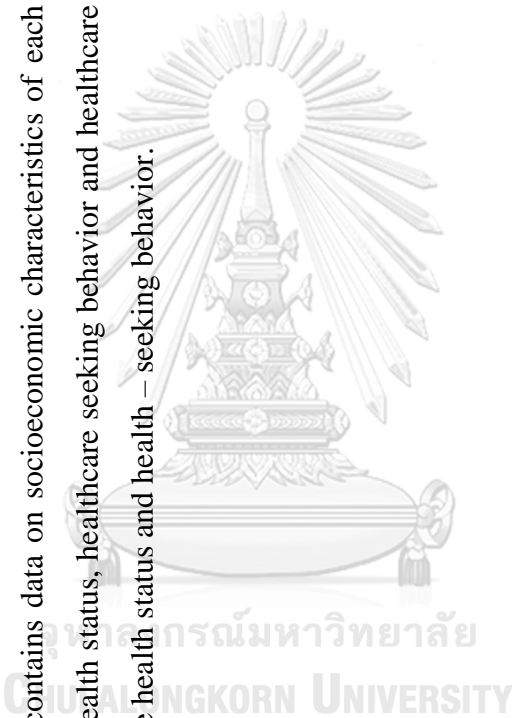 contains data on socioeconomic characteristics of each
ealth status, healthcare seeking behavior and healthcare
health status and health – seeking behavior.
จุฬาลงกรณ์มหาวิทยาลัย
CHULALONGKORN UNIVERSITY